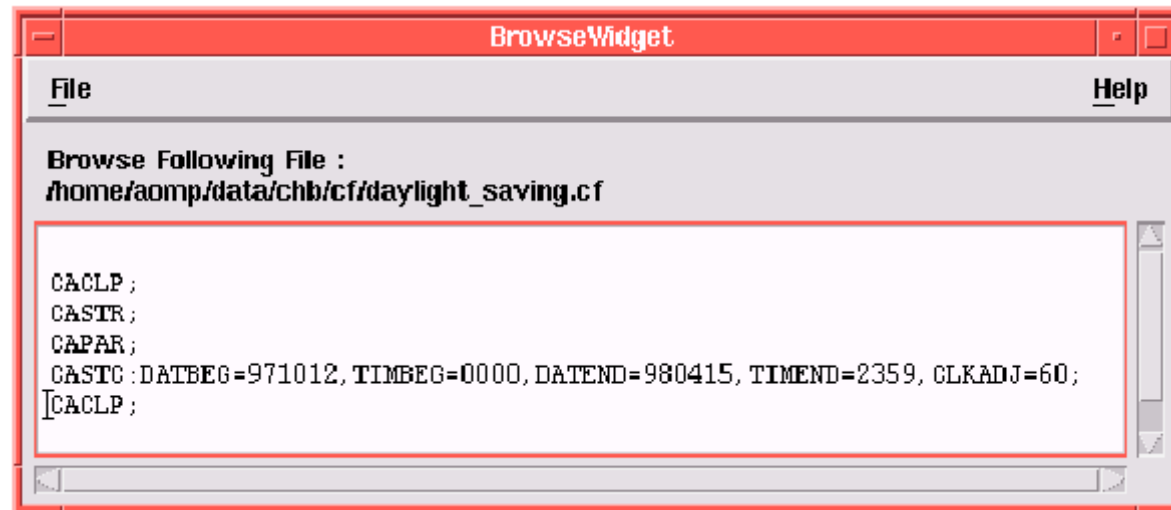 BrowseWidget
File Help
Browse Following File :
/home/aomp/data/chb/cf/daylight_saving.cf
CACLP;
CASTR;
CAPAR;
CASTC:DATBEG=971012,TIMBEG=0000,DATEND=980415,TIMEND=2359,CLKADJ=60;
CACLP;